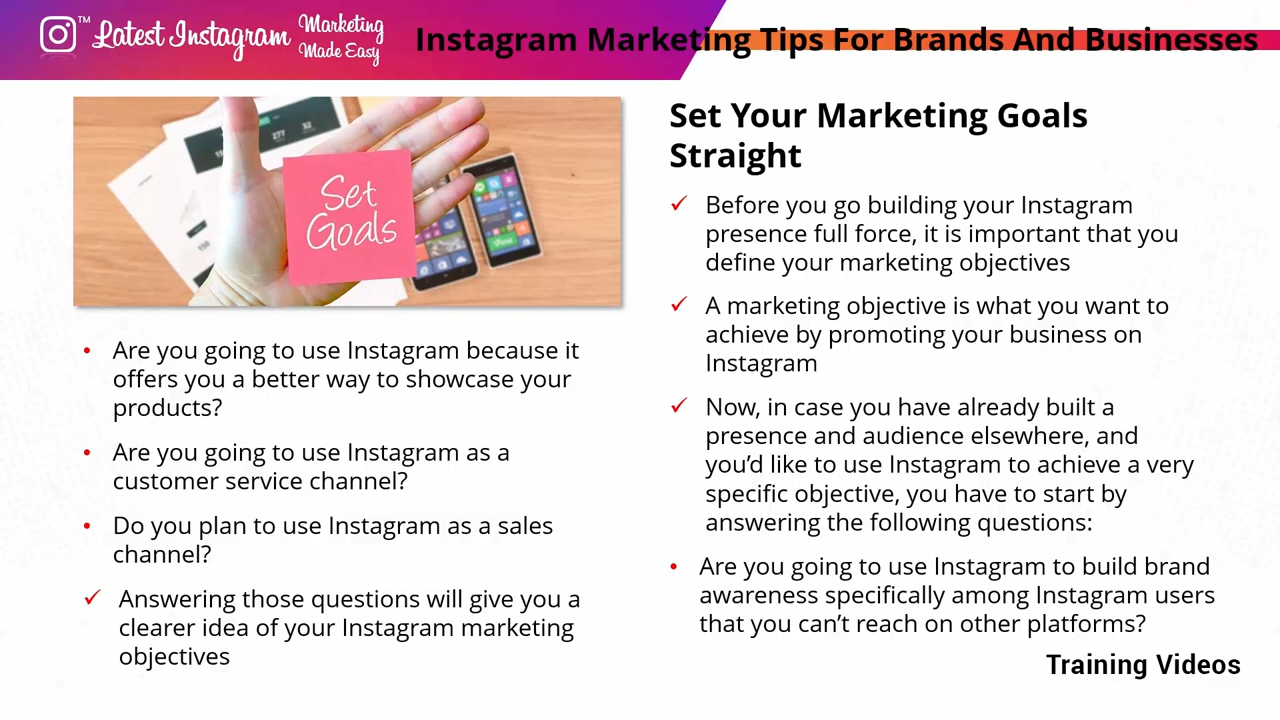 Latest Instagram™ Marketing
Made Easy
Instagram Marketing Tips For Brands And Businesses
Set
Goals
Set Your Marketing Goals
Straight
✓ Before you go building your Instagram
presence full force, it is important that you
define your marketing objectives
✓ A marketing objective is what you want to
achieve by promoting your business on
Instagram
✓ Now, in case you have already built a
presence and audience elsewhere, and
you’d like to use Instagram to achieve a very
specific objective, you have to start by
answering the following questions:
• Are you going to use Instagram to build brand
awareness specifically among Instagram users
that you can’t reach on other platforms?
• Are you going to use Instagram because it
offers you a better way to showcase your
products?
• Are you going to use Instagram as a
customer service channel?
• Do you plan to use Instagram as a sales
channel?
✓ Answering those questions will give you a
clearer idea of your Instagram marketing
objectives
Training Videos